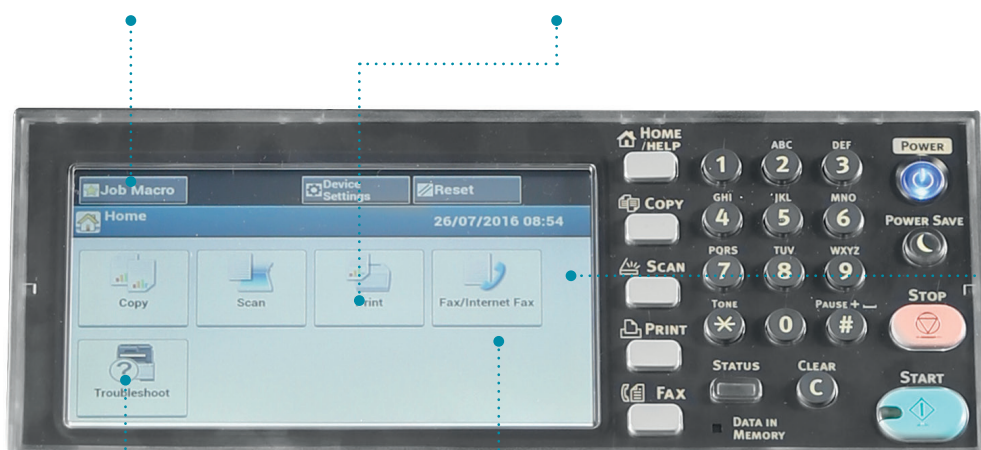 Job Macro
Device
Settings
Reset
Home
26/07/2016 08:54
Copy
Scan
Print
Fax/Internet Fax
Troubleshoot
HOME
/HELP
COPY
SCAN
PRINT
FAX
1
ABC
2
DEF
3
GHI
4
JKL
5
MNO
6
PQRS
7
TUV
8
WXYZ
9
TONE
*
0
PAUSE +
#
STATUS
CLEAR
C
DATA IN
MEMORY
POWER
POWER SAVE
STOP
START